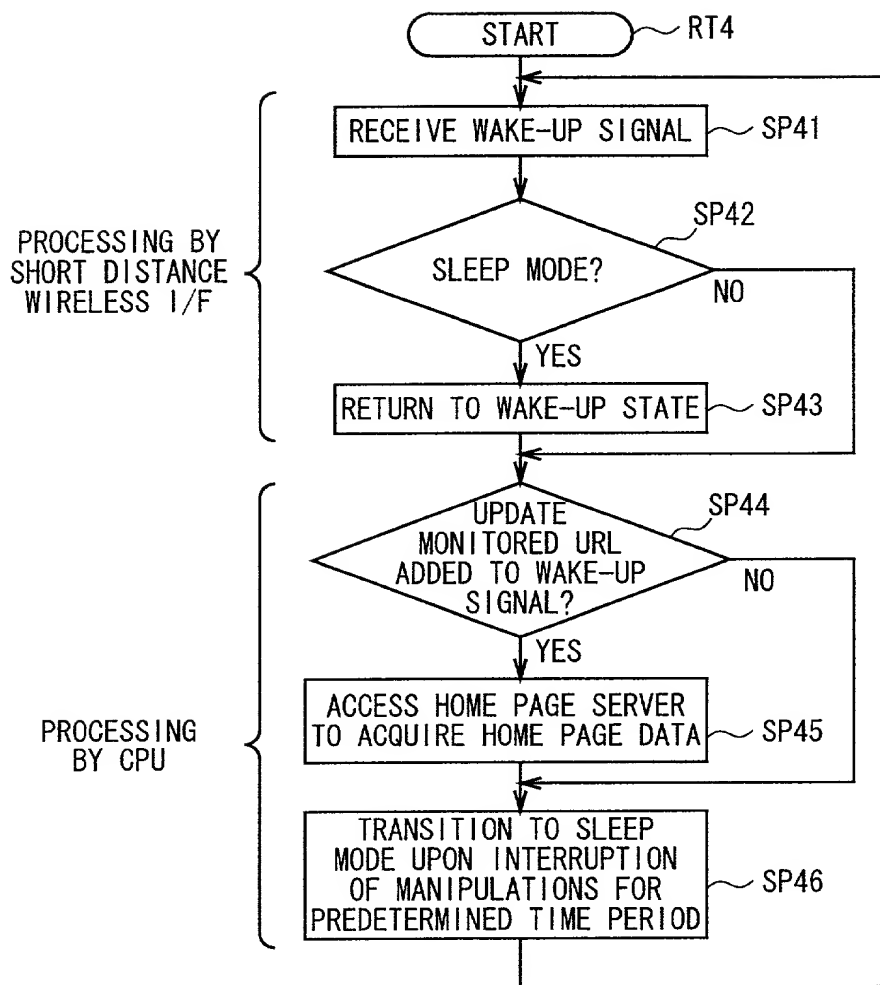 START
RT4
RECEIVE WAKE-UP SIGNAL
SP41
SP42
PROCESSING BY
SHORT DISTANCE
WIRELESS I/F
SLEEP MODE?
NO
YES
RETURN TO WAKE-UP STATE
SP43
SP44
UPDATE
MONITORED URL
ADDED TO WAKE-UP
SIGNAL?
NO
YES
PROCESSING
BY CPU
ACCESS HOME PAGE SERVER
TO ACQUIRE HOME PAGE DATA
SP45
TRANSITION TO SLEEP
MODE UPON INTERRUPTION
OF MANIPULATIONS FOR
PREDETERMINED TIME PERIOD
SP46